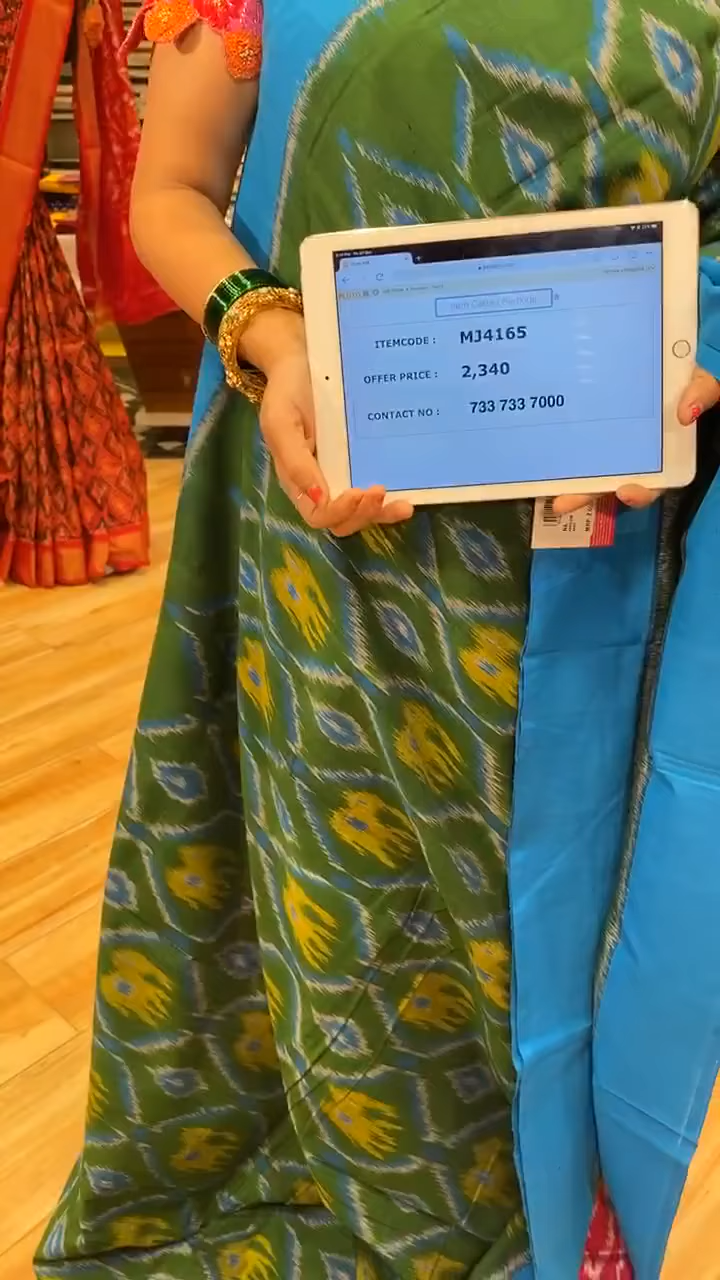 ITEMCODE : MJ4165
OFFER PRICE : 2,340
CONTACT NO : 733 733 7000